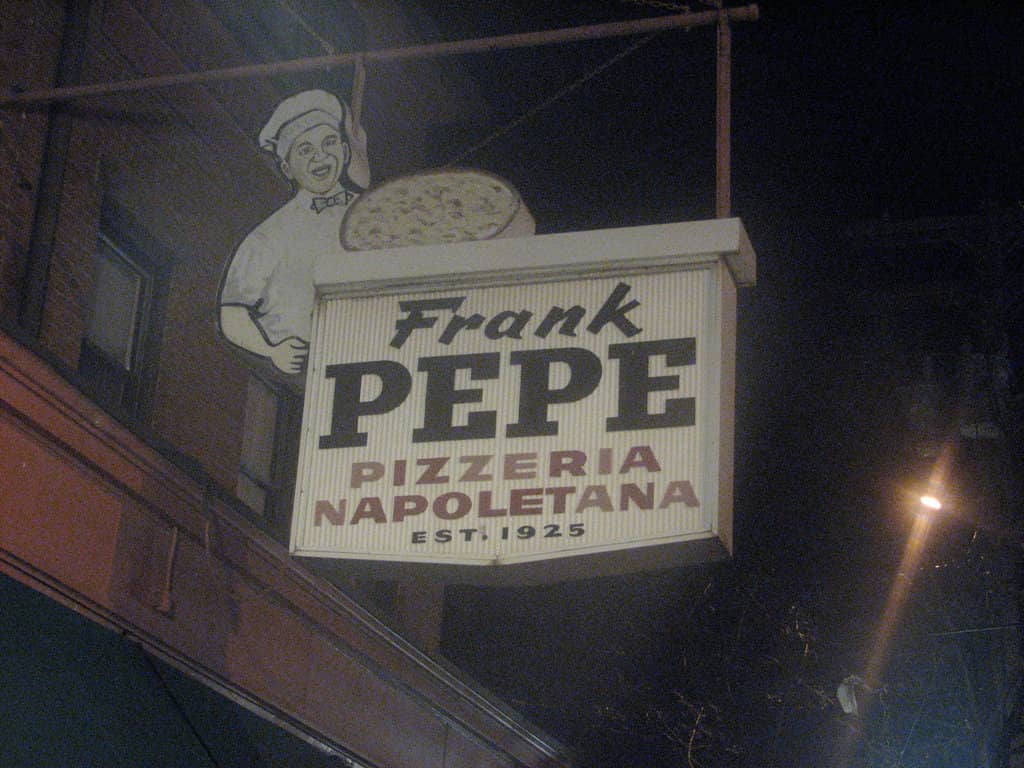 Frank
PEPE
PIZZERIA
NAPOLETANA
EST. 1925